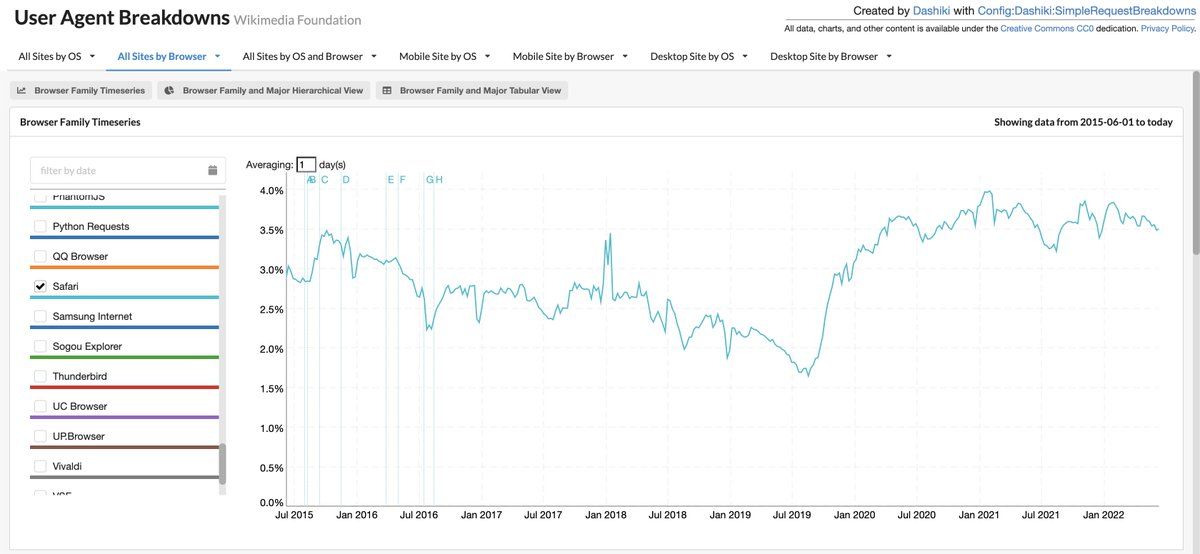 User Agent Breakdowns Wikimedia Foundation
Created by Dashiki with Config:Dashiki:SimpleRequestBreakdowns
All data, charts, and other content is available under the Creative Commons CC0 dedication. Privacy Policy.
All Sites by OS All Sites by Browser All Sites by OS and Browser Mobile Site by OS Mobile Site by Browser Desktop Site by OS Desktop Site by Browser
Browser Family Timeseries Browser Family and Major Hierarchical View Browser Family and Major Tabular View
Browser Family Timeseries Showing data from 2015-06-01 to today
filter by date
PhantomJS
Python Requests
QQ Browser
Safari
Samsung Internet
Sogou Explorer
Thunderbird
UC Browser
UP.Browser
Vivaldi
Averaging: 1 day(s)
A B C D E F G H
4.0%
3.5%
3.0%
2.5%
2.0%
1.5%
1.0%
0.5%
0.0%
Jul 2015 Jan 2016 Jul 2016 Jan 2017 Jul 2017 Jan 2018 Jul 2018 Jan 2019 Jul 2019 Jan 2020 Jul 2020 Jan 2021 Jul 2021 Jan 2022